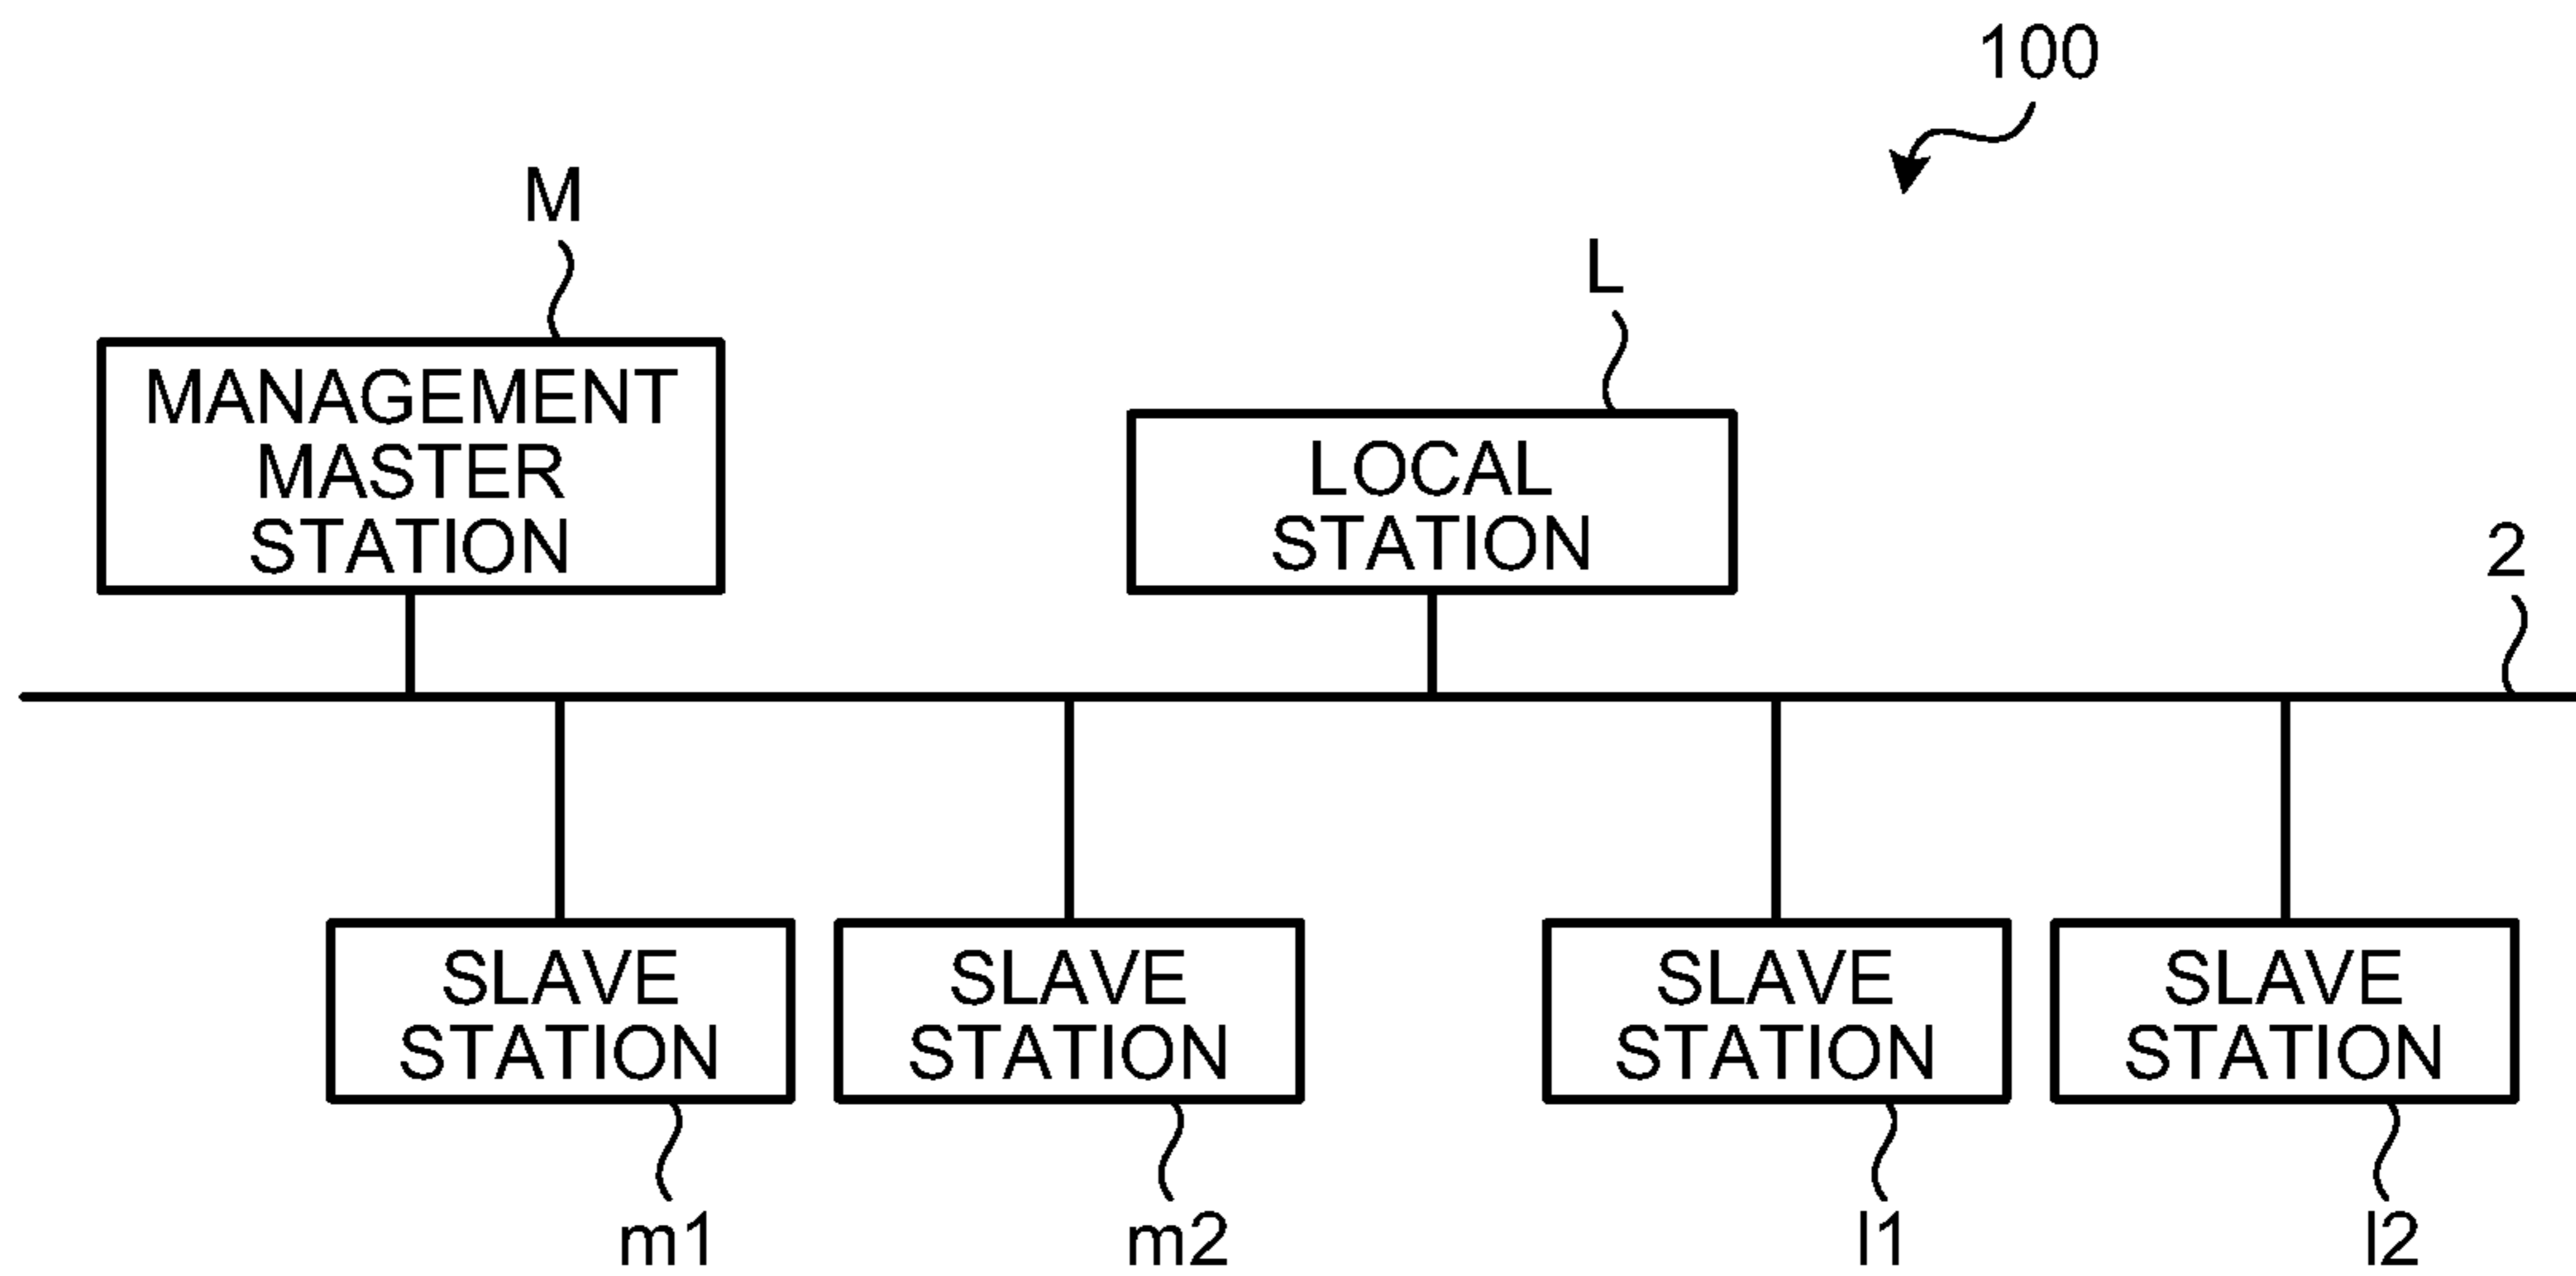 100
M
L
MANAGEMENT
MASTER
STATION
LOCAL
STATION
2
SLAVE
STATION
SLAVE
STATION
SLAVE
STATION
SLAVE
STATION
m1
m2
l1
l2